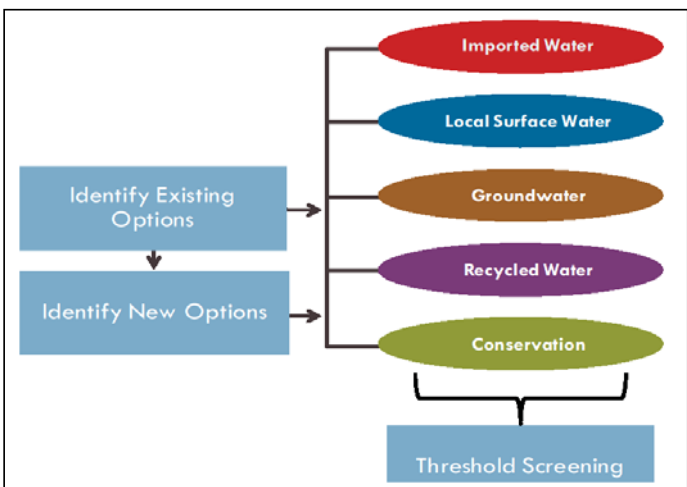 Imported Water
Local Surface Water
Identify Existing
Options
Groundwater
Identify New Options
Recycled Water
Conservation
Threshold Screening